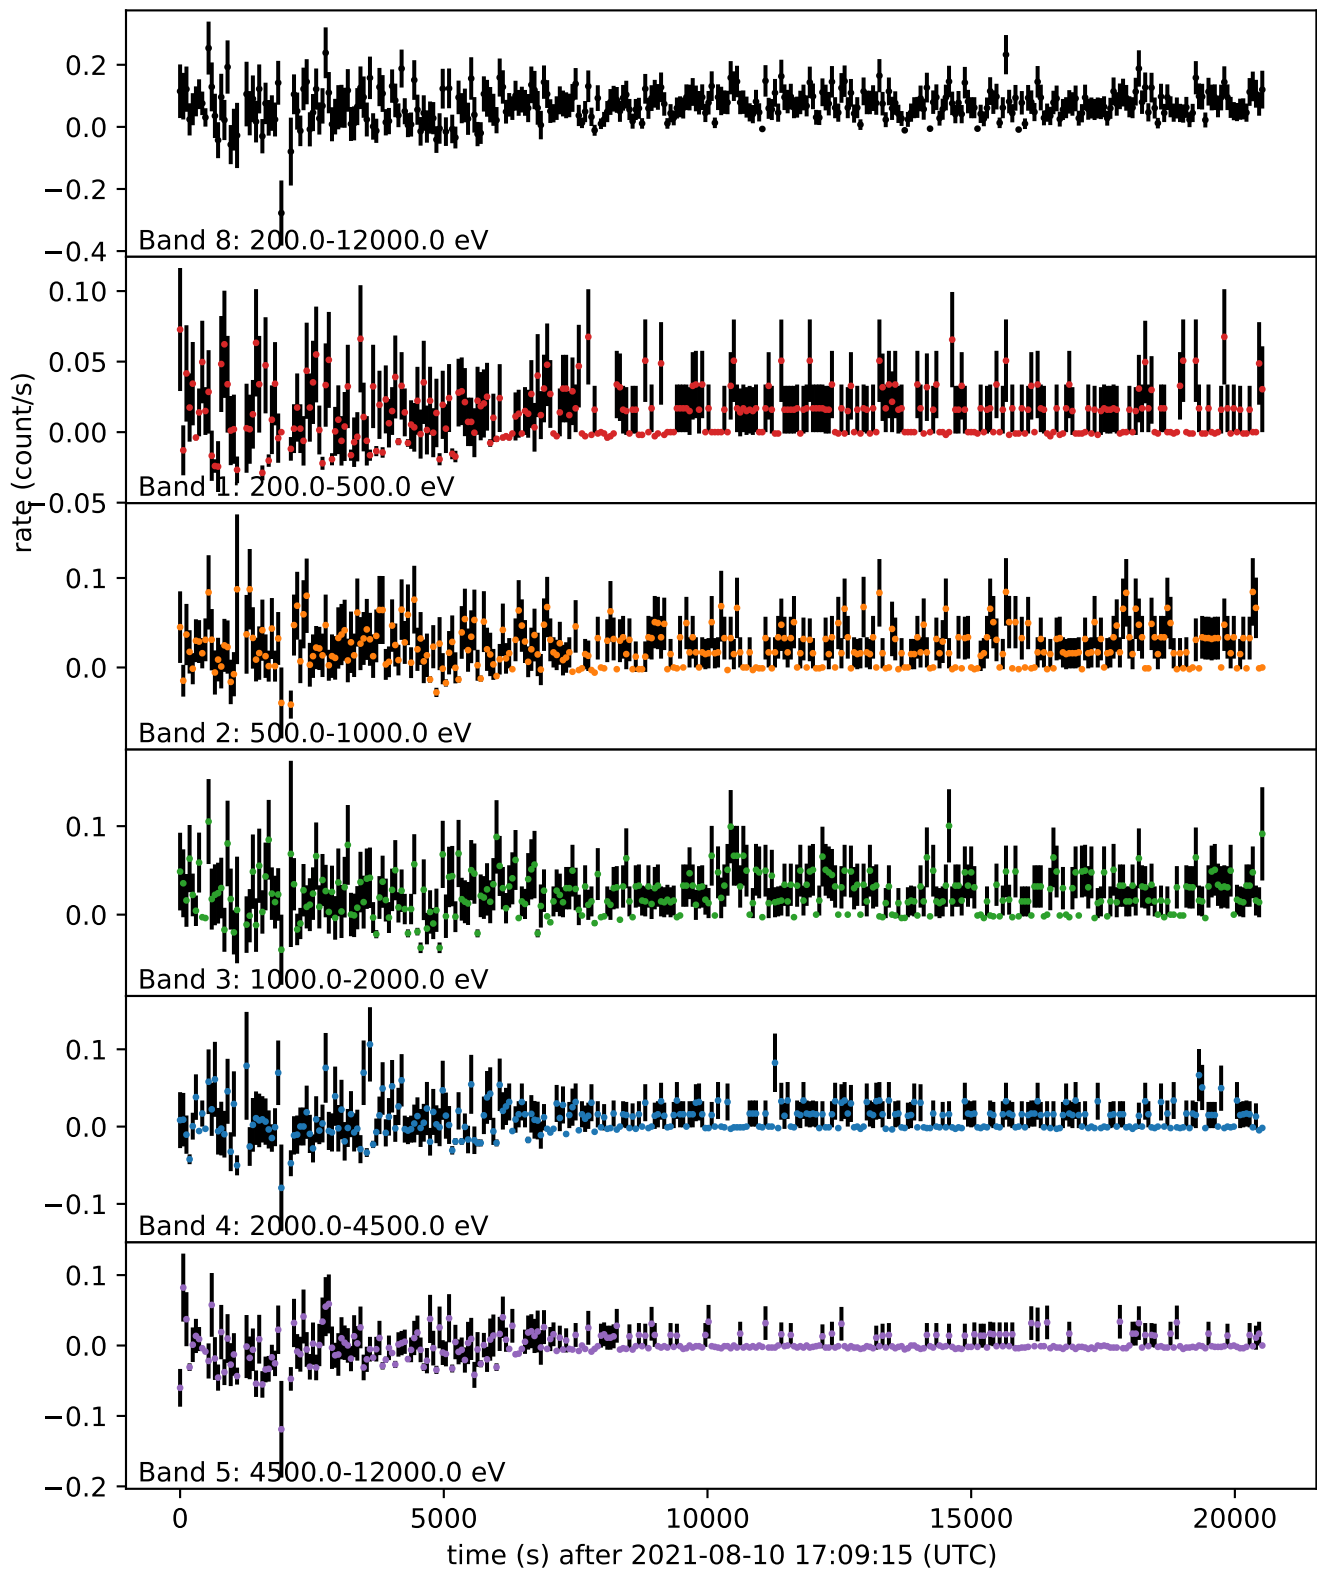 0.2
0.0
−0.2
−0.4
Band 8: 200.0-12000.0 eV
0.10
0.05
0.00
−0.05
Band 1: 200.0-500.0 eV
rate (count/s)
0.1
0.0
Band 2: 500.0-1000.0 eV
0.1
0.0
Band 3: 1000.0-2000.0 eV
0.1
0.0
−0.1
Band 4: 2000.0-4500.0 eV
0.1
0.0
−0.1
−0.2
Band 5: 4500.0-12000.0 eV
0 5000 10000 15000 20000
time (s) after 2021-08-10 17:09:15 (UTC)